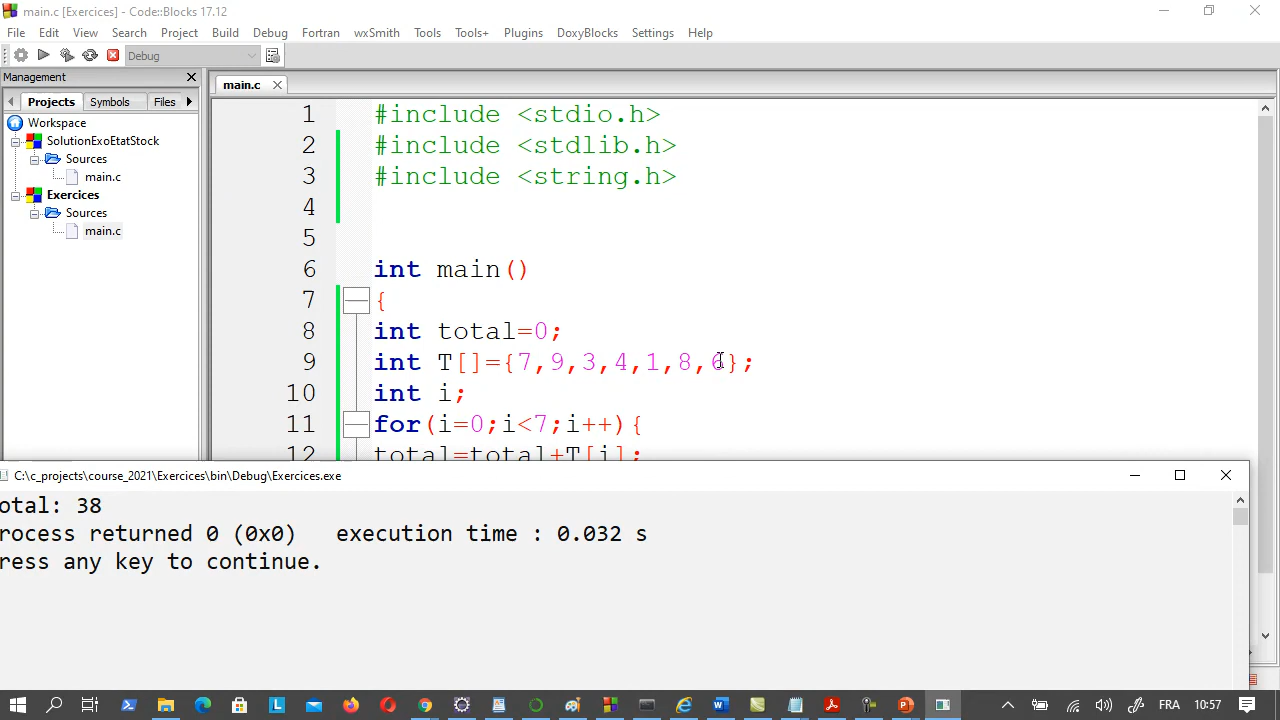 main.c [Exercices] - Code::Blocks 17.12
File Edit View Search Project Build Debug Fortran wxSmith Tools Tools+ Plugins DoxyBlocks Settings Help
Debug
Management
main.c
Projects Symbols Files
Workspace
SolutionExoEtatStock
Sources
main.c
Exercices
Sources
main.c
1 #include <stdio.h>
2 #include <stdlib.h>
3 #include <string.h>
4
5
6 int main()
7 {
8 int total=0;
9 int T[]={7,9,3,4,1,8,6};
10 int i;
11 for(i=0;i<7;i++){
12 total=total+T[i];
C:\c_projects\course_2021\Exercices\bin\Debug\Exercices.exe
otal: 38
rocess returned 0 (0x0) execution time : 0.032 s
ress any key to continue.
FRA 10:57